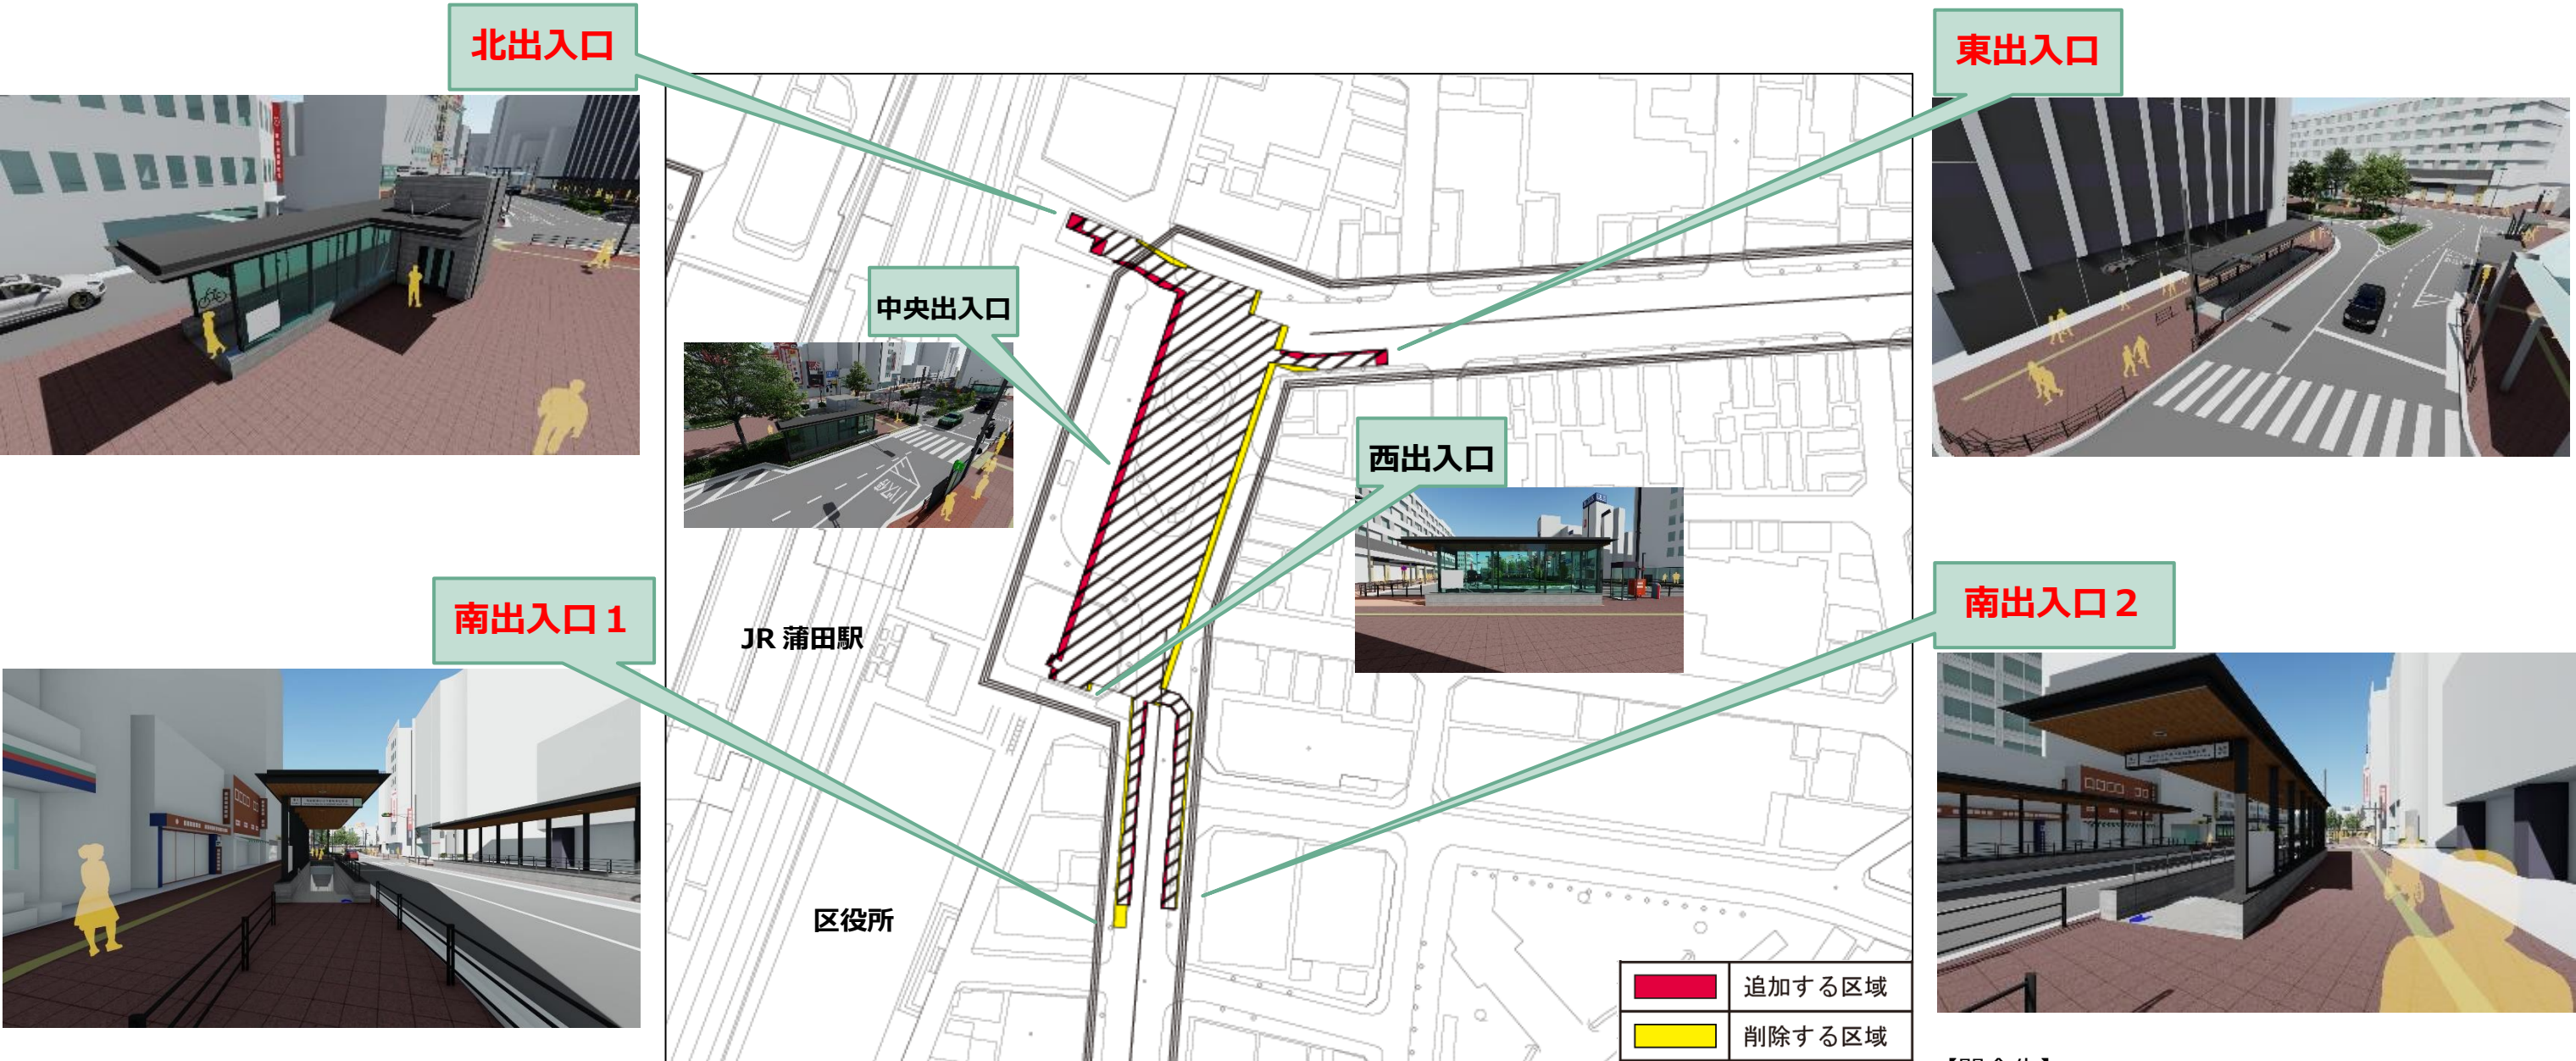 北出入口
東出入口
中央出入口
西出入口
南出入口1
南出入口2
JR 蒲田駅
区役所
追加する区域
削除する区域